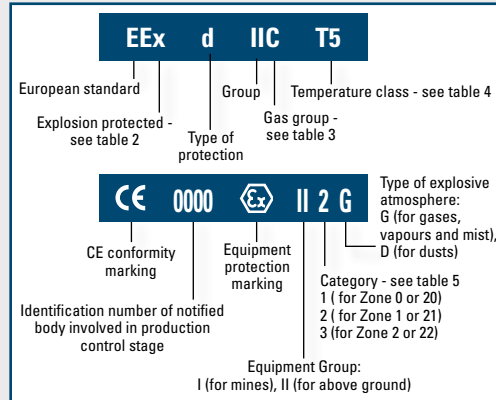 EEx d IIC T5
European standard
Explosion protected -
see table 2
Type of
protection
Group
Gas group -
see table 3
Temperature class - see table 4
CE 0000 Ex II 2 G
CE conformity
marking
Identification number of notified
body involved in production
control stage
Equipment
protection
marking
Equipment Group:
I (for mines), II (for above ground)
Category - see table 5
1 ( for Zone 0 or 20)
2 ( for Zone 1 or 21)
3 (for Zone 2 or 22)
Type of explosive
atmosphere:
G (for gases,
vapours and mist),
D (for dusts)